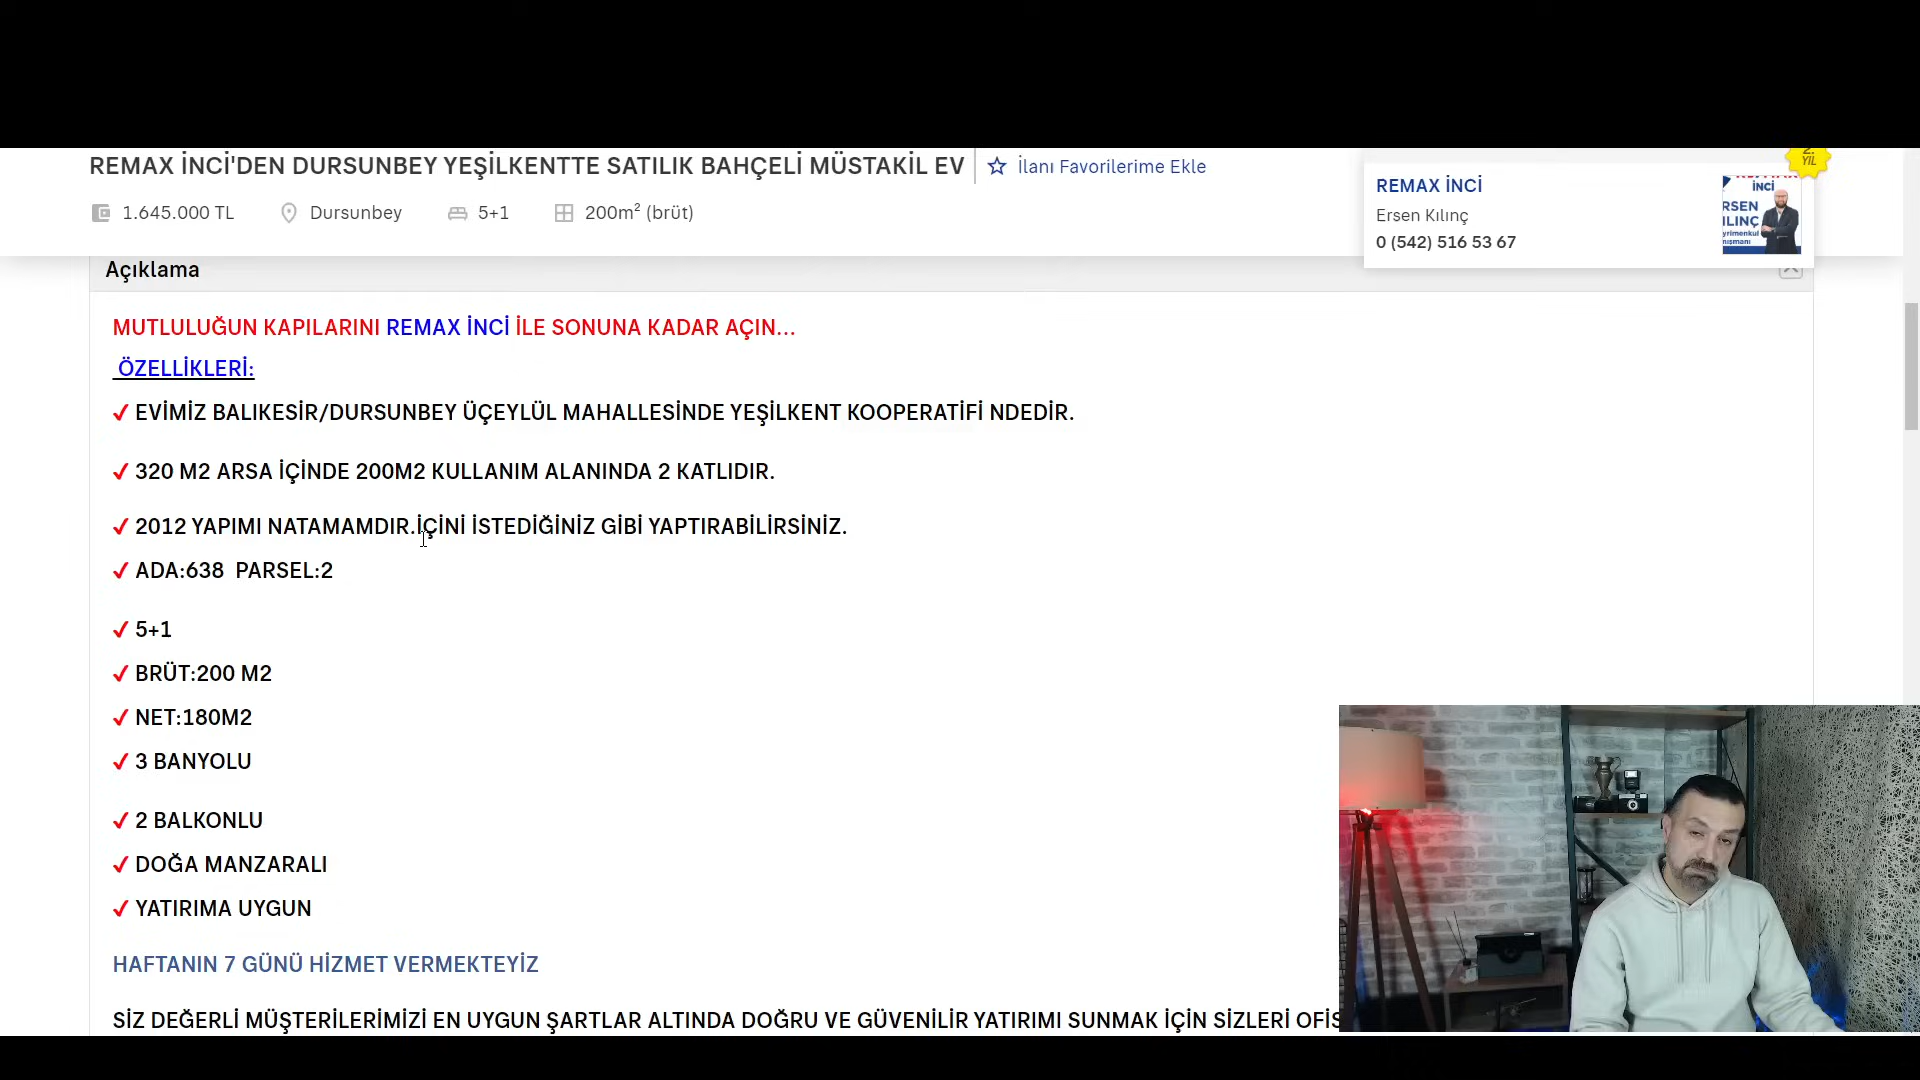 REMAX İNCİ'DEN DURSUNBEY YEŞİLKENTTE SATILIK BAHÇELİ MÜSTAKİL EV
İlanı Favorilerime Ekle
1.645.000 TL
Dursunbey
5+1
200m² (brüt)
2.
YIL
REMAX İNCİ
Ersen Kılınç
0 (542) 516 53 67
İNCİ
Açıklama
MUTLULUĞUN KAPILARINI REMAX İNCİ İLE SONUNA KADAR AÇIN...
ÖZELLİKLERİ:
✓ EVİMİZ BALIKESİR/DURSUNBEY ÜÇEYLÜL MAHALLESİNDE YEŞİLKENT KOOPERATİFİ NDEDİR.
✓ 320 M2 ARSA İÇİNDE 200M2 KULLANIM ALANINDA 2 KATLIDIR.
✓ 2012 YAPIMI NATAMAMDIR.İÇİNİ İSTEDİĞİNİZ GİBİ YAPTIRABİLİRSİNİZ.
✓ ADA:638 PARSEL:2
✓ 5+1
✓ BRÜT:200 M2
✓ NET:180M2
✓ 3 BANYOLU
✓ 2 BALKONLU
✓ DOĞA MANZARALI
✓ YATIRIMA UYGUN
HAFTANIN 7 GÜNÜ HİZMET VERMEKTEYİZ
SİZ DEĞERLİ MÜŞTERİLERİMİZİ EN UYGUN ŞARTLAR ALTINDA DOĞRU VE GÜVENİLİR YATIRIMI SUNMAK İÇİN SİZLERİ OFİS